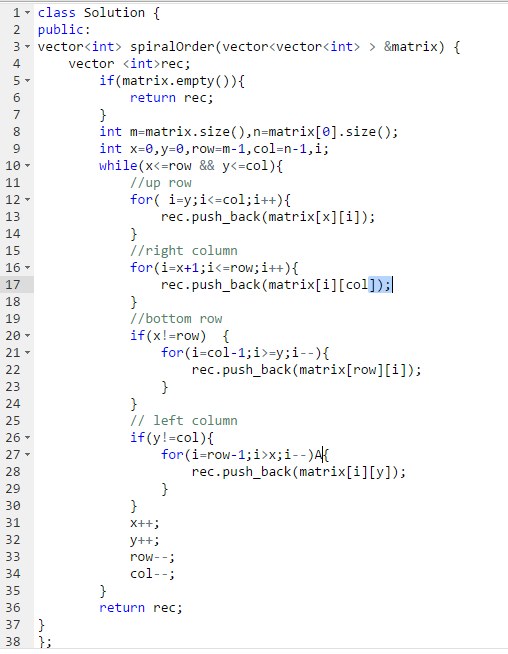 1 class Solution {
2 public:
3 vector<int> spiralOrder(vector<vector<int> > &matrix) {
4     vector <int>rec;
5         if(matrix.empty()){
6             return rec;
7         }
8         int m=matrix.size(),n=matrix[0].size();
9         int x=0,y=0,row=m-1,col=n-1,i;
10         while(x<=row && y<=col){
11             //up row
12             for( i=y;i<=col;i++){
13                 rec.push_back(matrix[x][i]);
14             }
15             //right column
16             for(i=x+1;i<=row;i++){
17                 rec.push_back(matrix[i][col]);
18             }
19             //bottom row
20             if(x!=row)  {
21                 for(i=col-1;i>=y;i--){
22                     rec.push_back(matrix[row][i]);
23                 }
24             }
25             // left column
26             if(y!=col){
27                 for(i=row-1;i>x;i--)A{
28                 rec.push_back(matrix[i][y]);
29                 }
30             }
31             x++;
32             y++;
33             row--;
34             col--;
35         }
36         return rec;
37 }
38 };